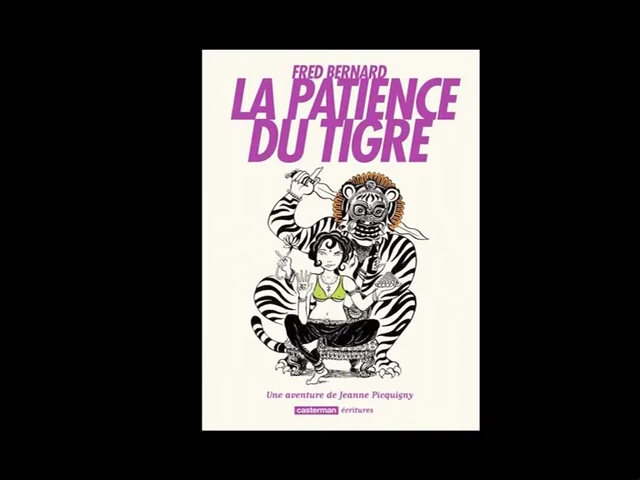 FRED BERNARD
LA PATIENCE
DU TIGRE
Une aventure de Jeanne Picquigny
casterman écritures